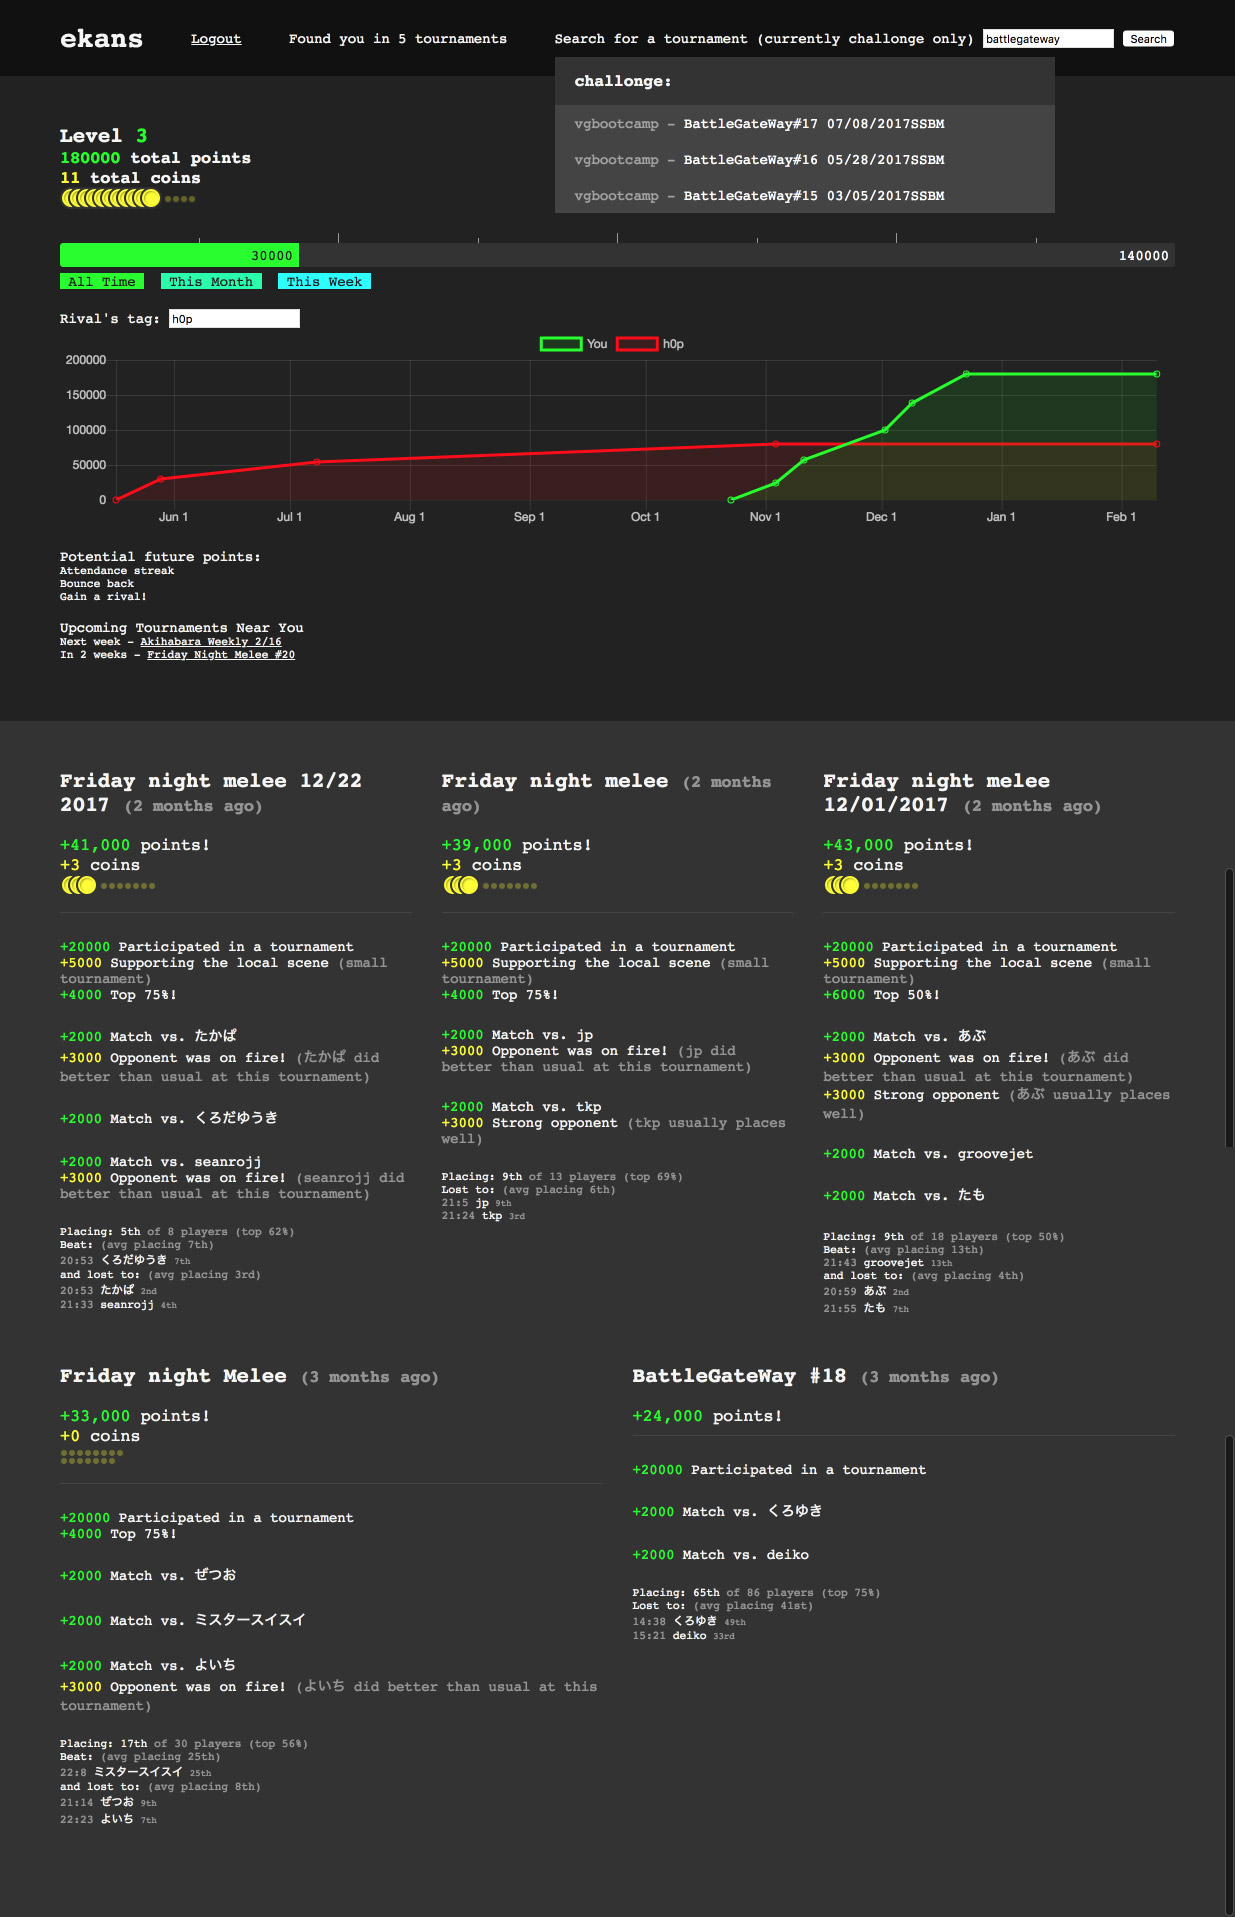 ekans
Logout
Found you in 5 tournaments
Search for a tournament (currently challonge only)
battlegateway
Search
challonge:
vgbootcamp - BattleGateWay#17 07/08/2017SSBM
vgbootcamp - BattleGateWay#16 05/28/2017SSBM
vgbootcamp - BattleGateWay#15 03/05/2017SSBM
Level 3
180000 total points
11 total coins
30000
140000
All Time
This Month
This Week
Rival's tag: h0p
You
h0p
200000
150000
100000
50000
0
Jun 1
Jul 1
Aug 1
Sep 1
Oct 1
Nov 1
Dec 1
Jan 1
Feb 1
Potential future points:
Attendance streak
Bounce back
Gain a rival!
Upcoming Tournaments Near You
Next week - Akihabara Weekly 2/16
In 2 weeks - Friday Night Melee #20
Friday night melee 12/22
2017 (2 months ago)
+41,000 points!
+3 coins
+20000 Participated in a tournament
+5000 Supporting the local scene (small
tournament)
+4000 Top 75%!
+2000 Match vs. たかぱ
+3000 Opponent was on fire! (たかぱ did
better than usual at this tournament)
+2000 Match vs. くろだゆうき
+2000 Match vs. seanrojj
+3000 Opponent was on fire! (seanrojj did
better than usual at this tournament)
Placing: 5th of 8 players (top 62%)
Beat: (avg placing 7th)
20:53 くろだゆうき 7th
and lost to: (avg placing 3rd)
20:53 たかぱ 2nd
21:33 seanrojj 4th
Friday night melee (2 months
ago)
+39,000 points!
+3 coins
+20000 Participated in a tournament
+5000 Supporting the local scene (small
tournament)
+4000 Top 75%!
+2000 Match vs. jp
+3000 Opponent was on fire! (jp did
better than usual at this tournament)
+2000 Match vs. tkp
+3000 Strong opponent (tkp usually places
well)
Placing: 9th of 13 players (top 69%)
Lost to: (avg placing 6th)
21:5 jp 9th
21:24 tkp 3rd
Friday night melee
12/01/2017 (2 months ago)
+43,000 points!
+3 coins
+20000 Participated in a tournament
+5000 Supporting the local scene (small
tournament)
+6000 Top 50%!
+2000 Match vs. あぶ
+3000 Opponent was on fire! (あぶ did
better than usual at this tournament)
+3000 Strong opponent (あぶ usually places
well)
+2000 Match vs. groovejet
+2000 Match vs. たも
Placing: 9th of 18 players (top 50%)
Beat: (avg placing 13th)
21:43 groovejet 13th
and lost to: (avg placing 4th)
20:59 あぶ 2nd
21:55 たも 7th
Friday night Melee (3 months ago)
+33,000 points!
+0 coins
+20000 Participated in a tournament
+4000 Top 75%!
+2000 Match vs. ぜつお
+2000 Match vs. ミスタースイスイ
+2000 Match vs. よいち
+3000 Opponent was on fire! (よいち did better than usual at this
tournament)
Placing: 17th of 30 players (top 56%)
Beat: (avg placing 25th)
22:8 ミスタースイスイ 25th
and lost to: (avg placing 8th)
21:14 ぜつお 9th
22:23 よいち 7th
BattleGateWay #18 (3 months ago)
+24,000 points!
+20000 Participated in a tournament
+2000 Match vs. くろゆき
+2000 Match vs. deiko
Placing: 65th of 86 players (top 75%)
Lost to: (avg placing 41st)
14:38 くろゆき 49th
15:21 deiko 33rd